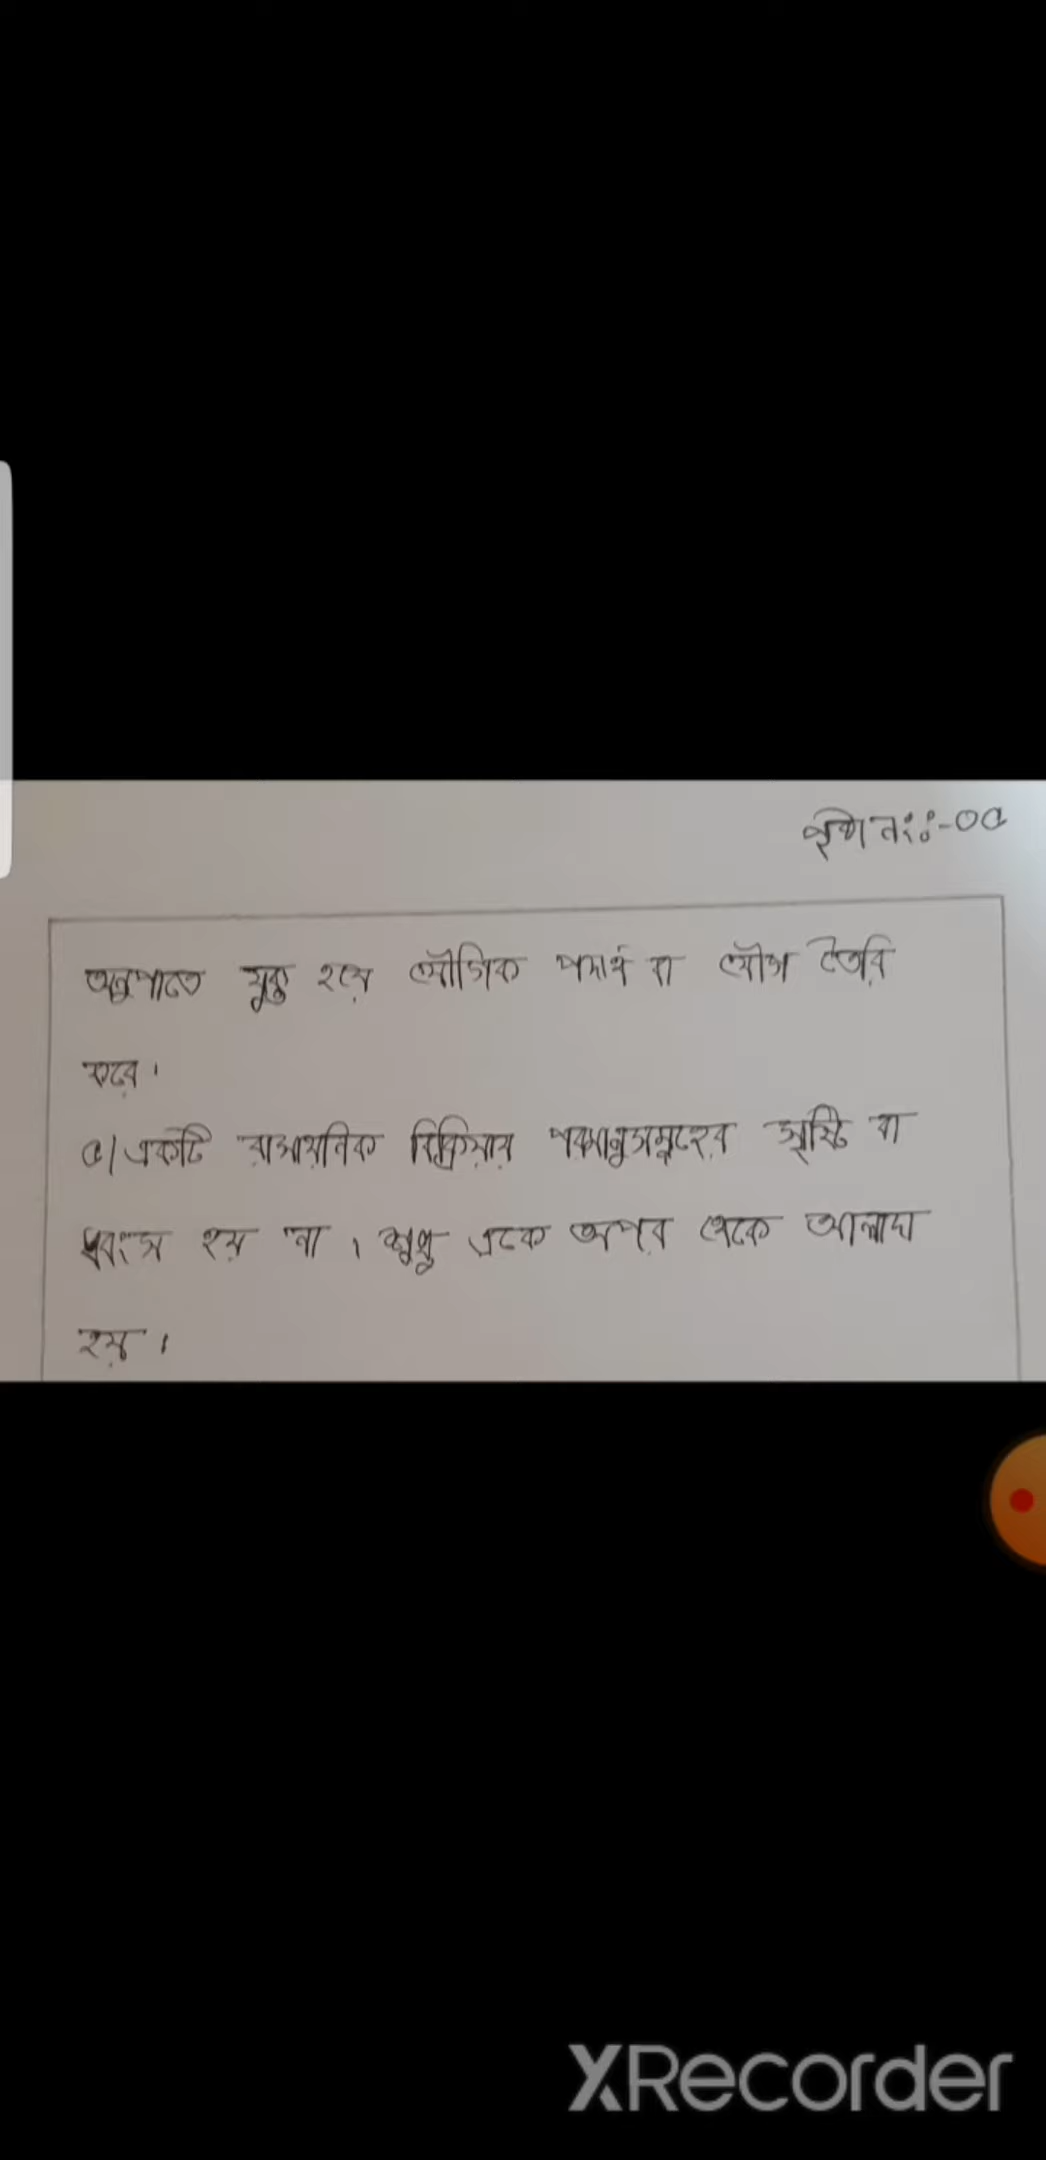 পৃষ্ঠা নংঃ-০৫
অনুপাতে যুক্ত হয়ে যৌগিক পদার্থ বা যৌগ তৈরি
করে।
৫। একটি রাসায়নিক বিক্রিয়ায় পরমানুসমূহের সৃষ্টি বা
ধ্বংস হয় না। শুধু একে অপর থেকে আলাদা
হয়।
XRecorder